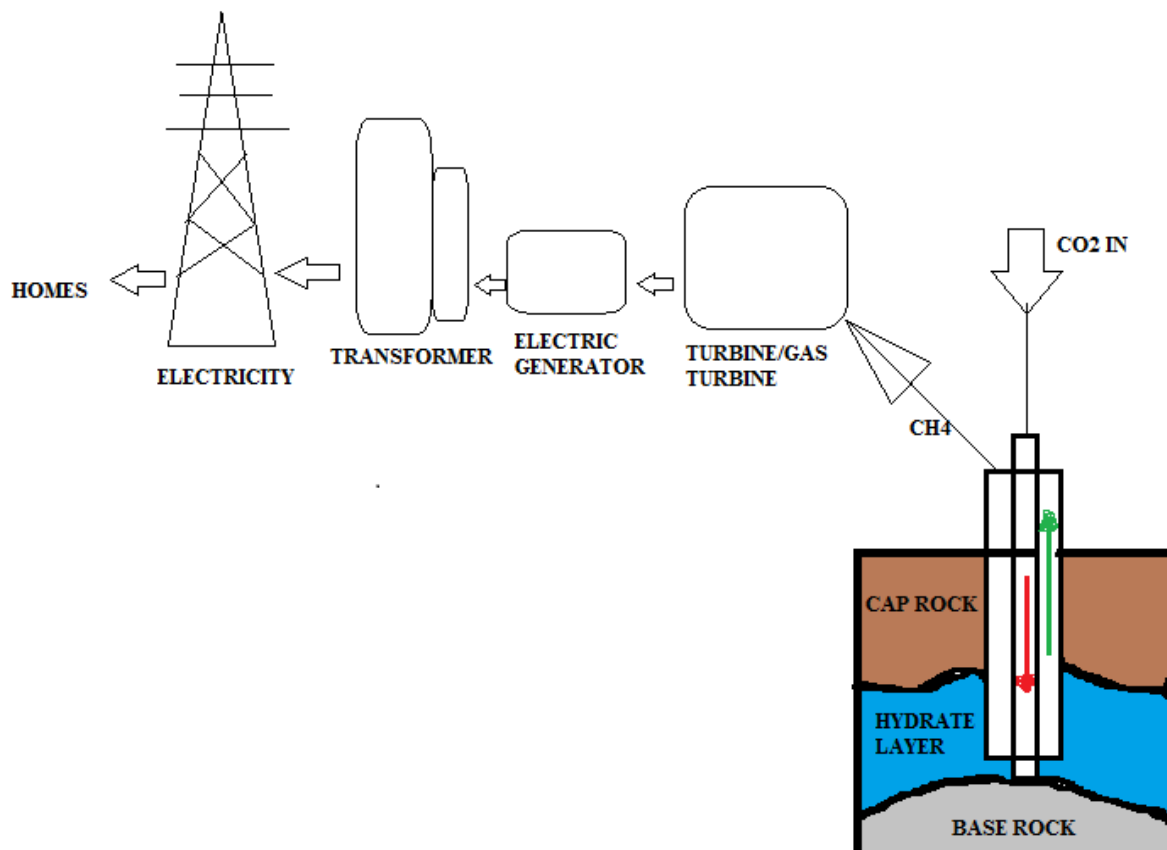 CO2 IN
HOMES
ELECTRICITY
TRANSFORMER
ELECTRIC
GENERATOR
TURBINE/GAS
TURBINE
CH4
CAP ROCK
HYDRATE
LAYER
BASE ROCK